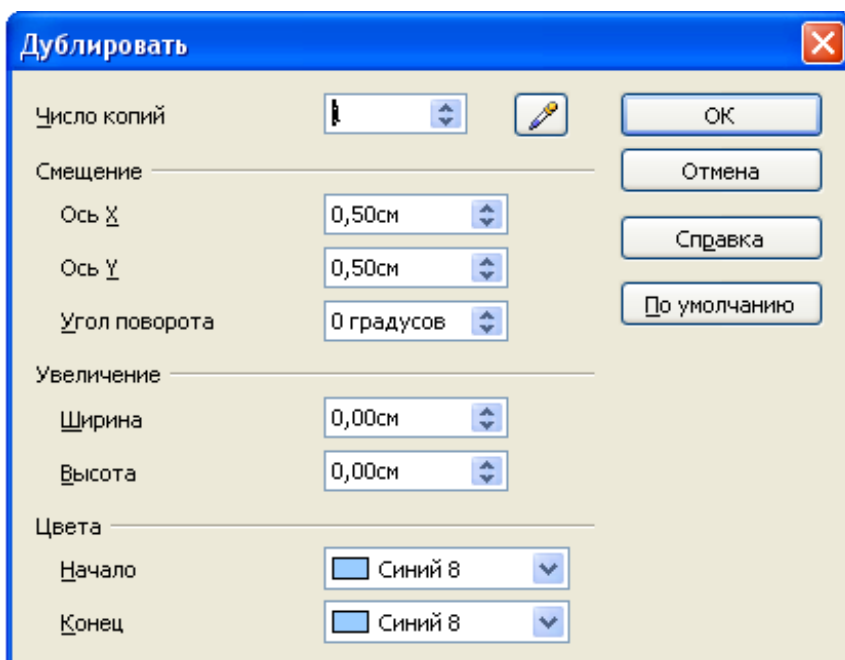 Дублировать
Число копий
ОК
Смещение
Отмена
Ось X
0,50см
Ось Y
0,50см
Справка
Угол поворота
0 градусов
По умолчанию
Увеличение
Ширина
0,00см
Высота
0,00см
Цвета
Начало
Синий 8
Конец
Синий 8